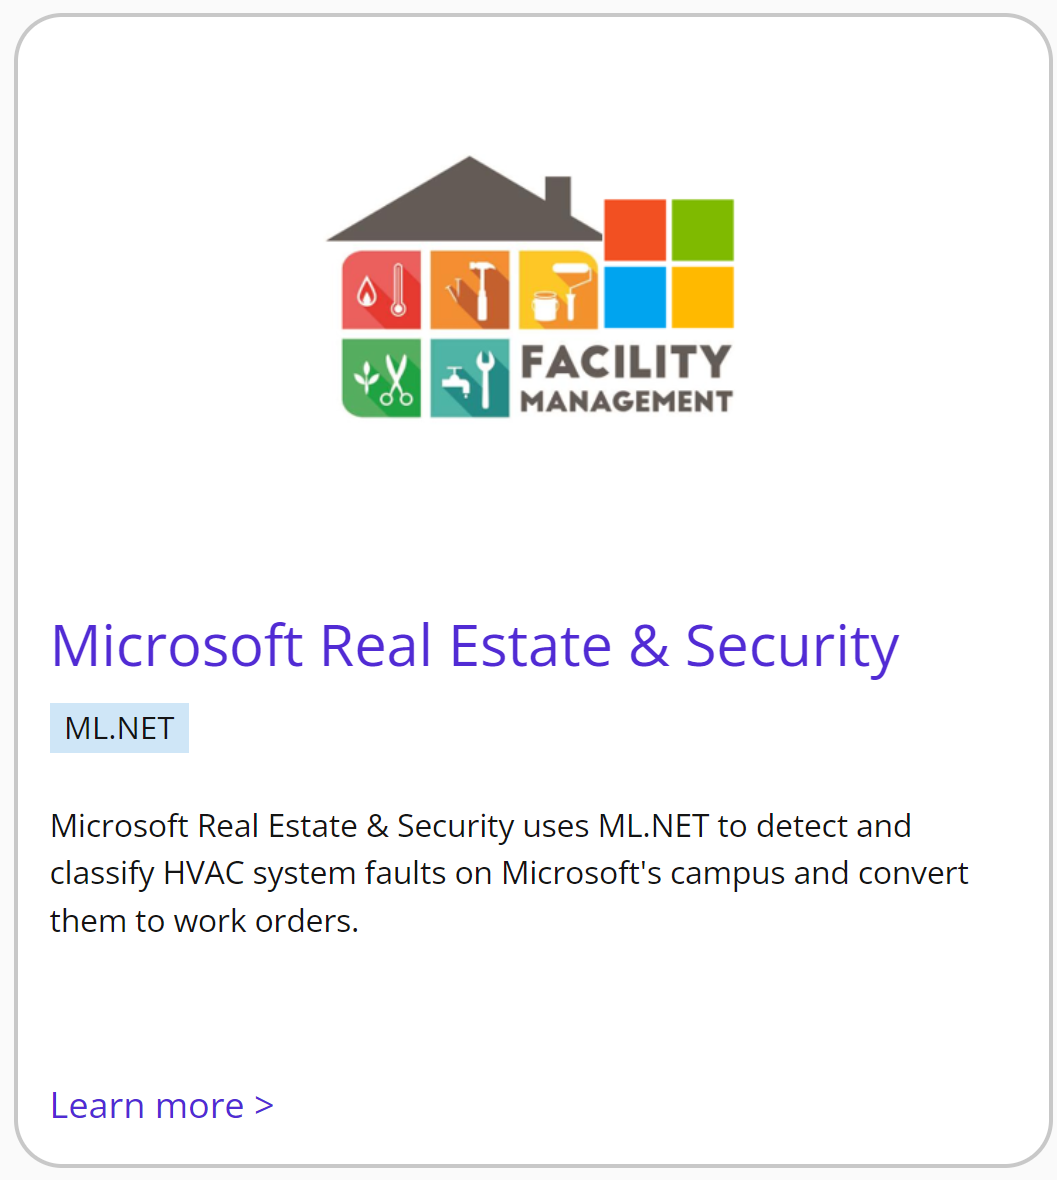 FACILITY
MANAGEMENT
Microsoft Real Estate & Security
ML.NET
Microsoft Real Estate & Security uses ML.NET to detect and
classify HVAC system faults on Microsoft's campus and convert
them to work orders.
Learn more >